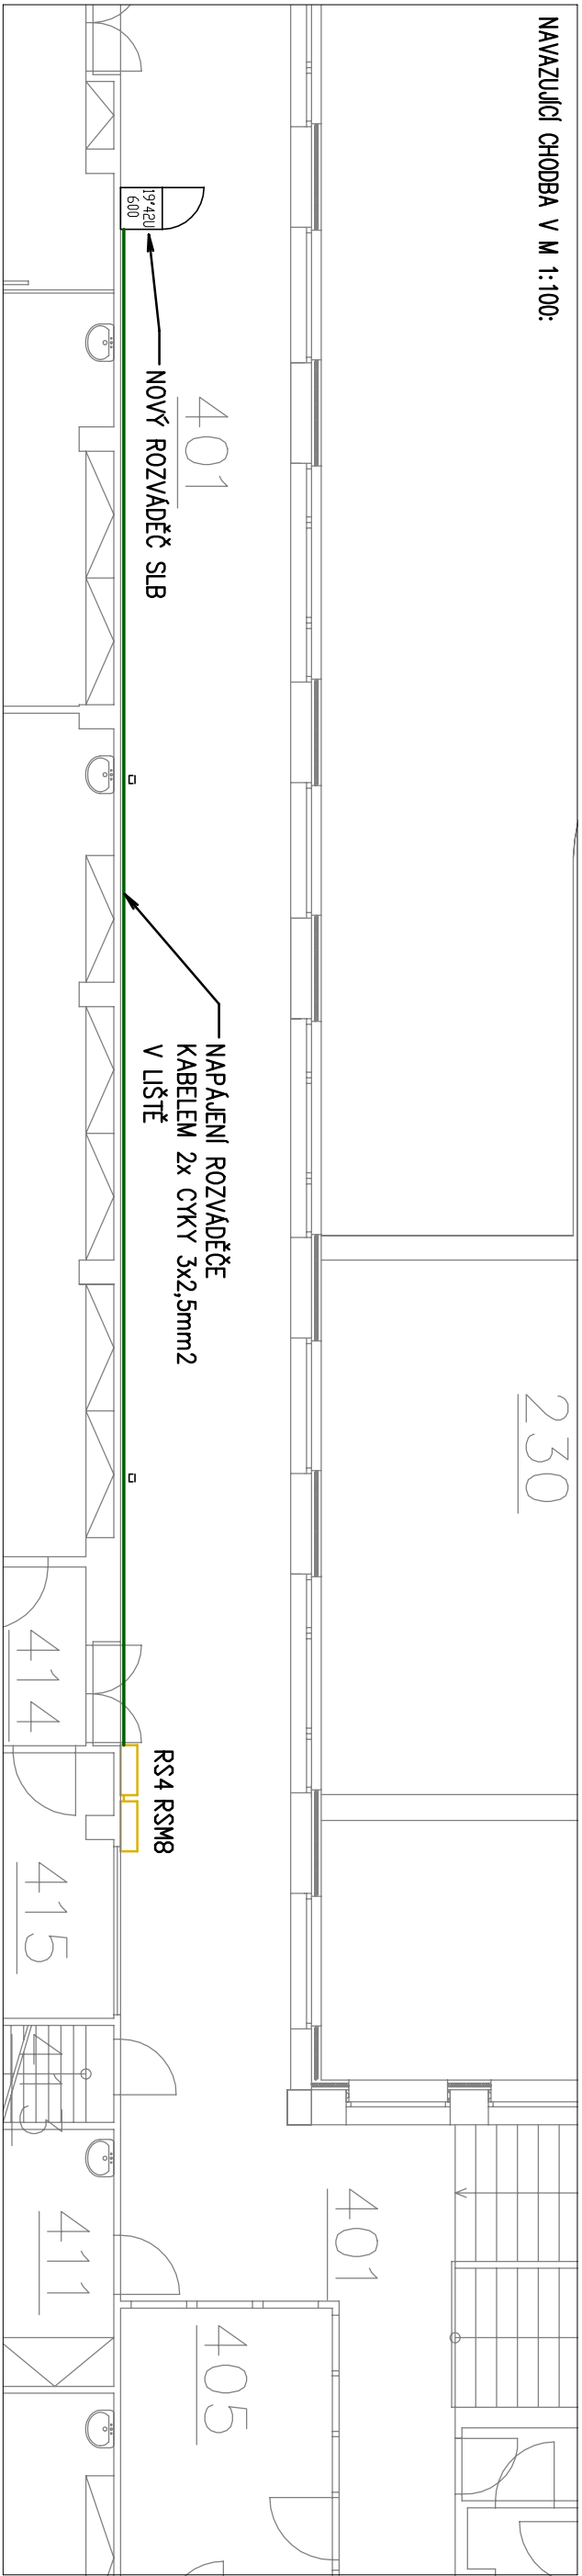 NAVAZUJÍCÍ CHODBA V M 1:100:
19"42U
600
NOVÝ ROZVÁDĚČ SLB
401
NAPÁJENÍ ROZVÁDĚČE
KABELEM 2x CYKY 3x2,5mm2
V LIŠTĚ
230
RS4 RSM8
414
415
413
411
401
405